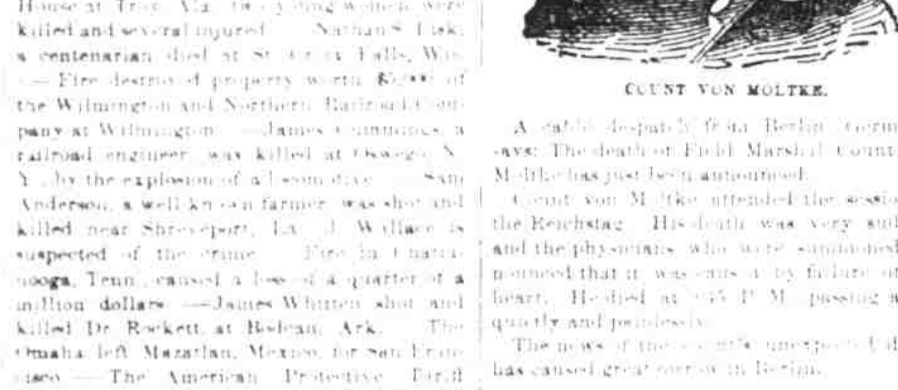 House at Troy, Ala., two young women were
killed and several injured. — Nathan S. Lusk,
a centenarian, died at St. Croix Falls, Wis.
— Fire destroyed property worth of
the Wilmington and Northern Railroad Com-
pany at Wilmington. — James Cummings, a
railroad engineer, was killed at Oswego, N.
Y., by the explosion of a locomotive. — Sam
Anderson, a well-known farmer, was shot and
killed near Shreveport, La. J. Wallace is
suspected of the crime. — Fire in Chatta-
nooga, Tenn., caused a loss of a quarter of a
million dollars. — James Whitten shot and
killed Dr. Rockett, at Bodcan, Ark. — The
Omaha left Mazatlan, Mexico, for San Fran-
cisco. — The American Protective Tariff
COUNT VON MOLTKE.
A cable despatch from Berlin, Germ
says: The death of Field Marshal Count
Moltke has just been announced.
Count von Moltke attended the sessio
the Reichstag. His death was very sud
and the physicians who were summoned
nounced that it was caused by failure of
heart. He died at P. M., passing a
quietly and painlessly.
The news of the Count's unexpected d
has caused great sorrow in Berlin.